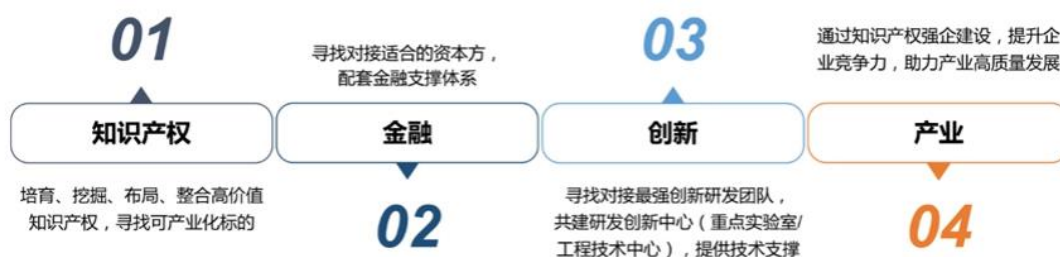 01
知识产权
培育、挖掘、布局、整合高价值
知识产权，寻找可产业化标的
寻找对接适合的资本方，
配套金融支撑体系
金融
02
03
创新
寻找对接最强创新研发团队，
共建研发创新中心（重点实验室/
工程技术中心），提供技术支撑
通过知识产权强企建设，提升企
业竞争力，助力产业高质量发展
产业
04